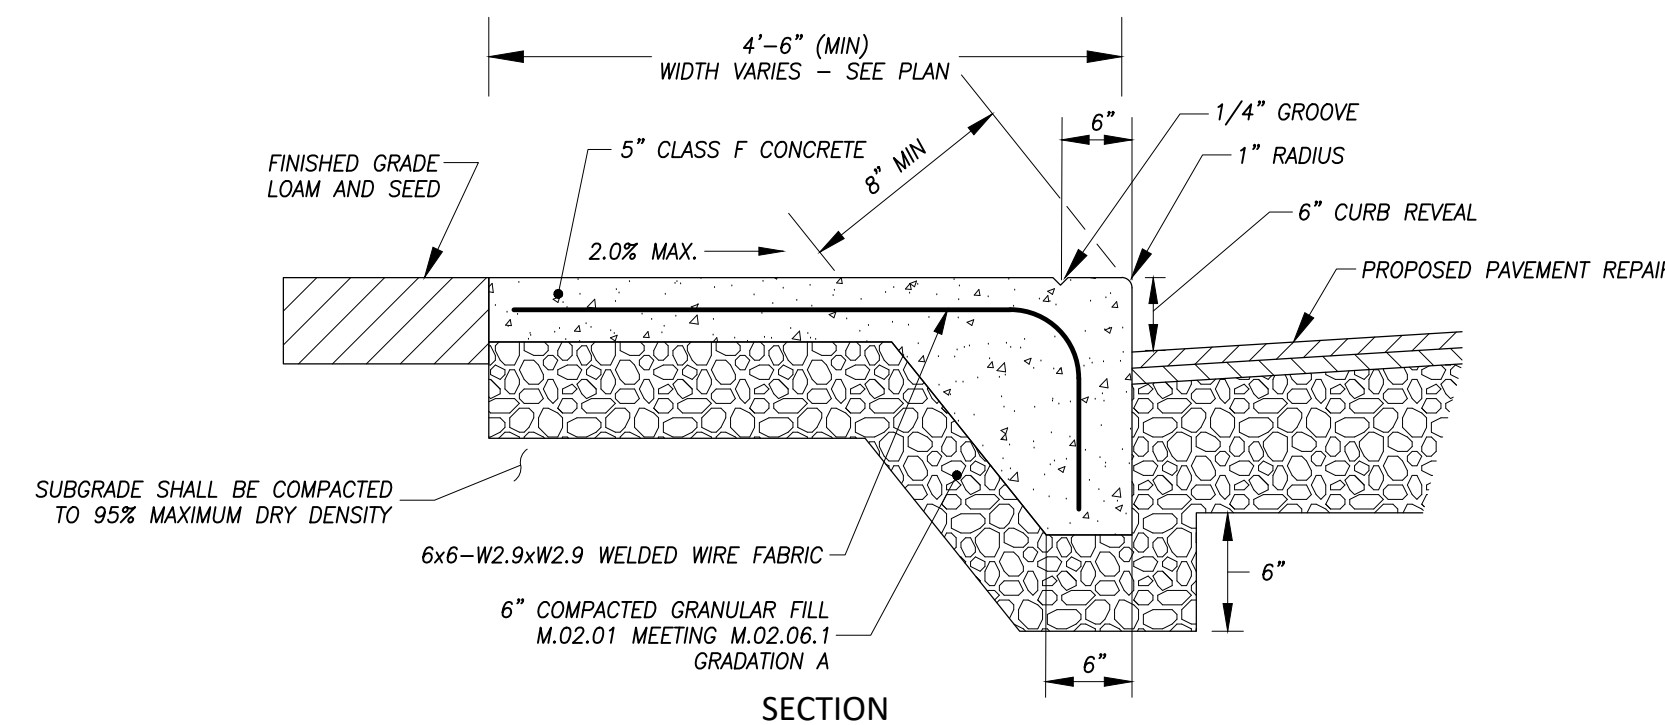 4'-6" (MIN)
WIDTH VARIES - SEE PLAN
6"
1/4" GROOVE
5" CLASS F CONCRETE
8" MIN
1" RADIUS
FINISHED GRADE
LOAM AND SEED
6" CURB REVEAL
2.0% MAX.
PROPOSED PAVEMENT REPAIR
SUBGRADE SHALL BE COMPACTED
TO 95% MAXIMUM DRY DENSITY
6x6-W2.9xW2.9 WELDED WIRE FABRIC
6"
6" COMPACTED GRANULAR FILL
M.02.01 MEETING M.02.06.1
GRADATION A
6"
SECTION